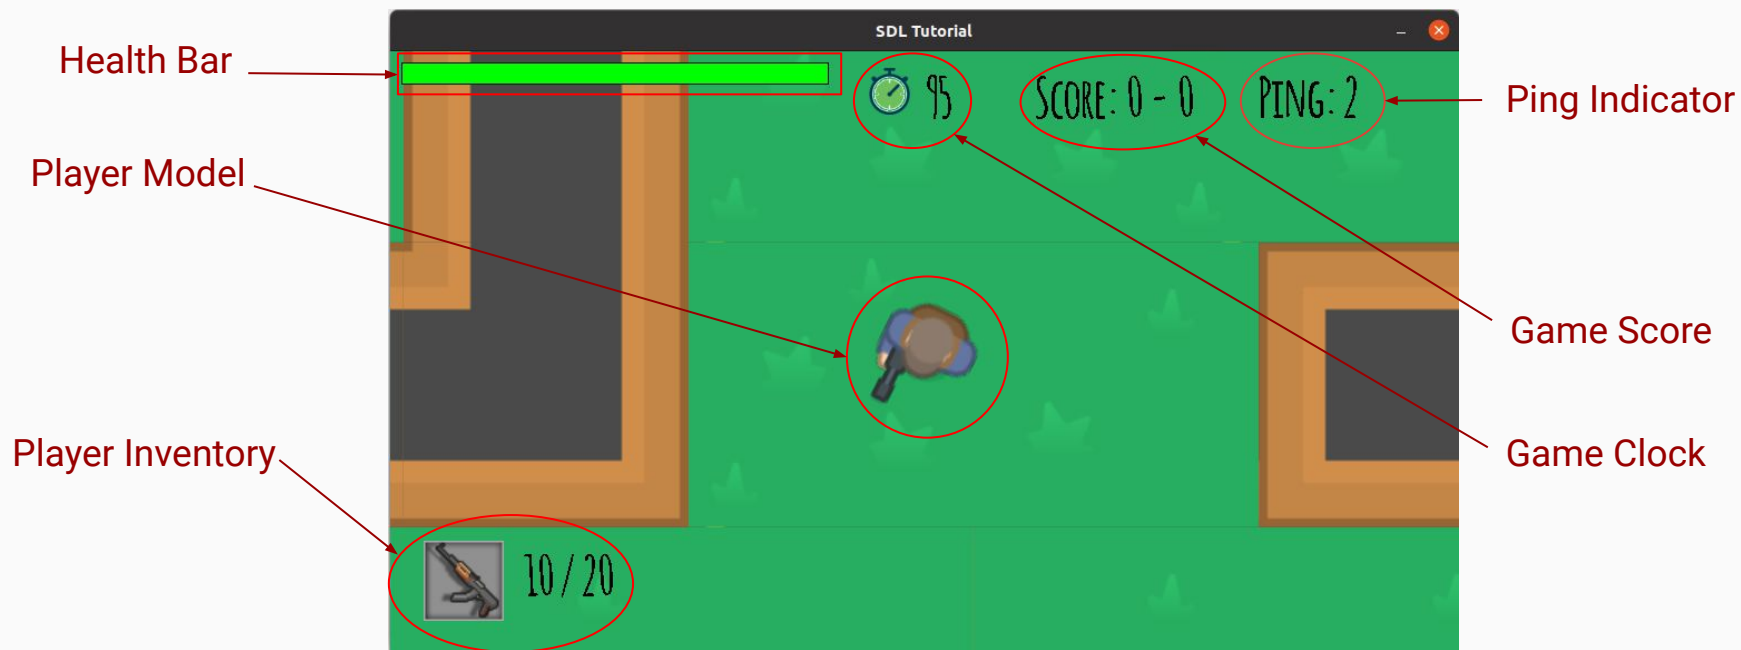 SDL Tutorial
Health Bar
95
SCORE: 0 - 0
PING: 2
Ping Indicator
Player Model
Game Score
Player Inventory
Game Clock
10 / 20